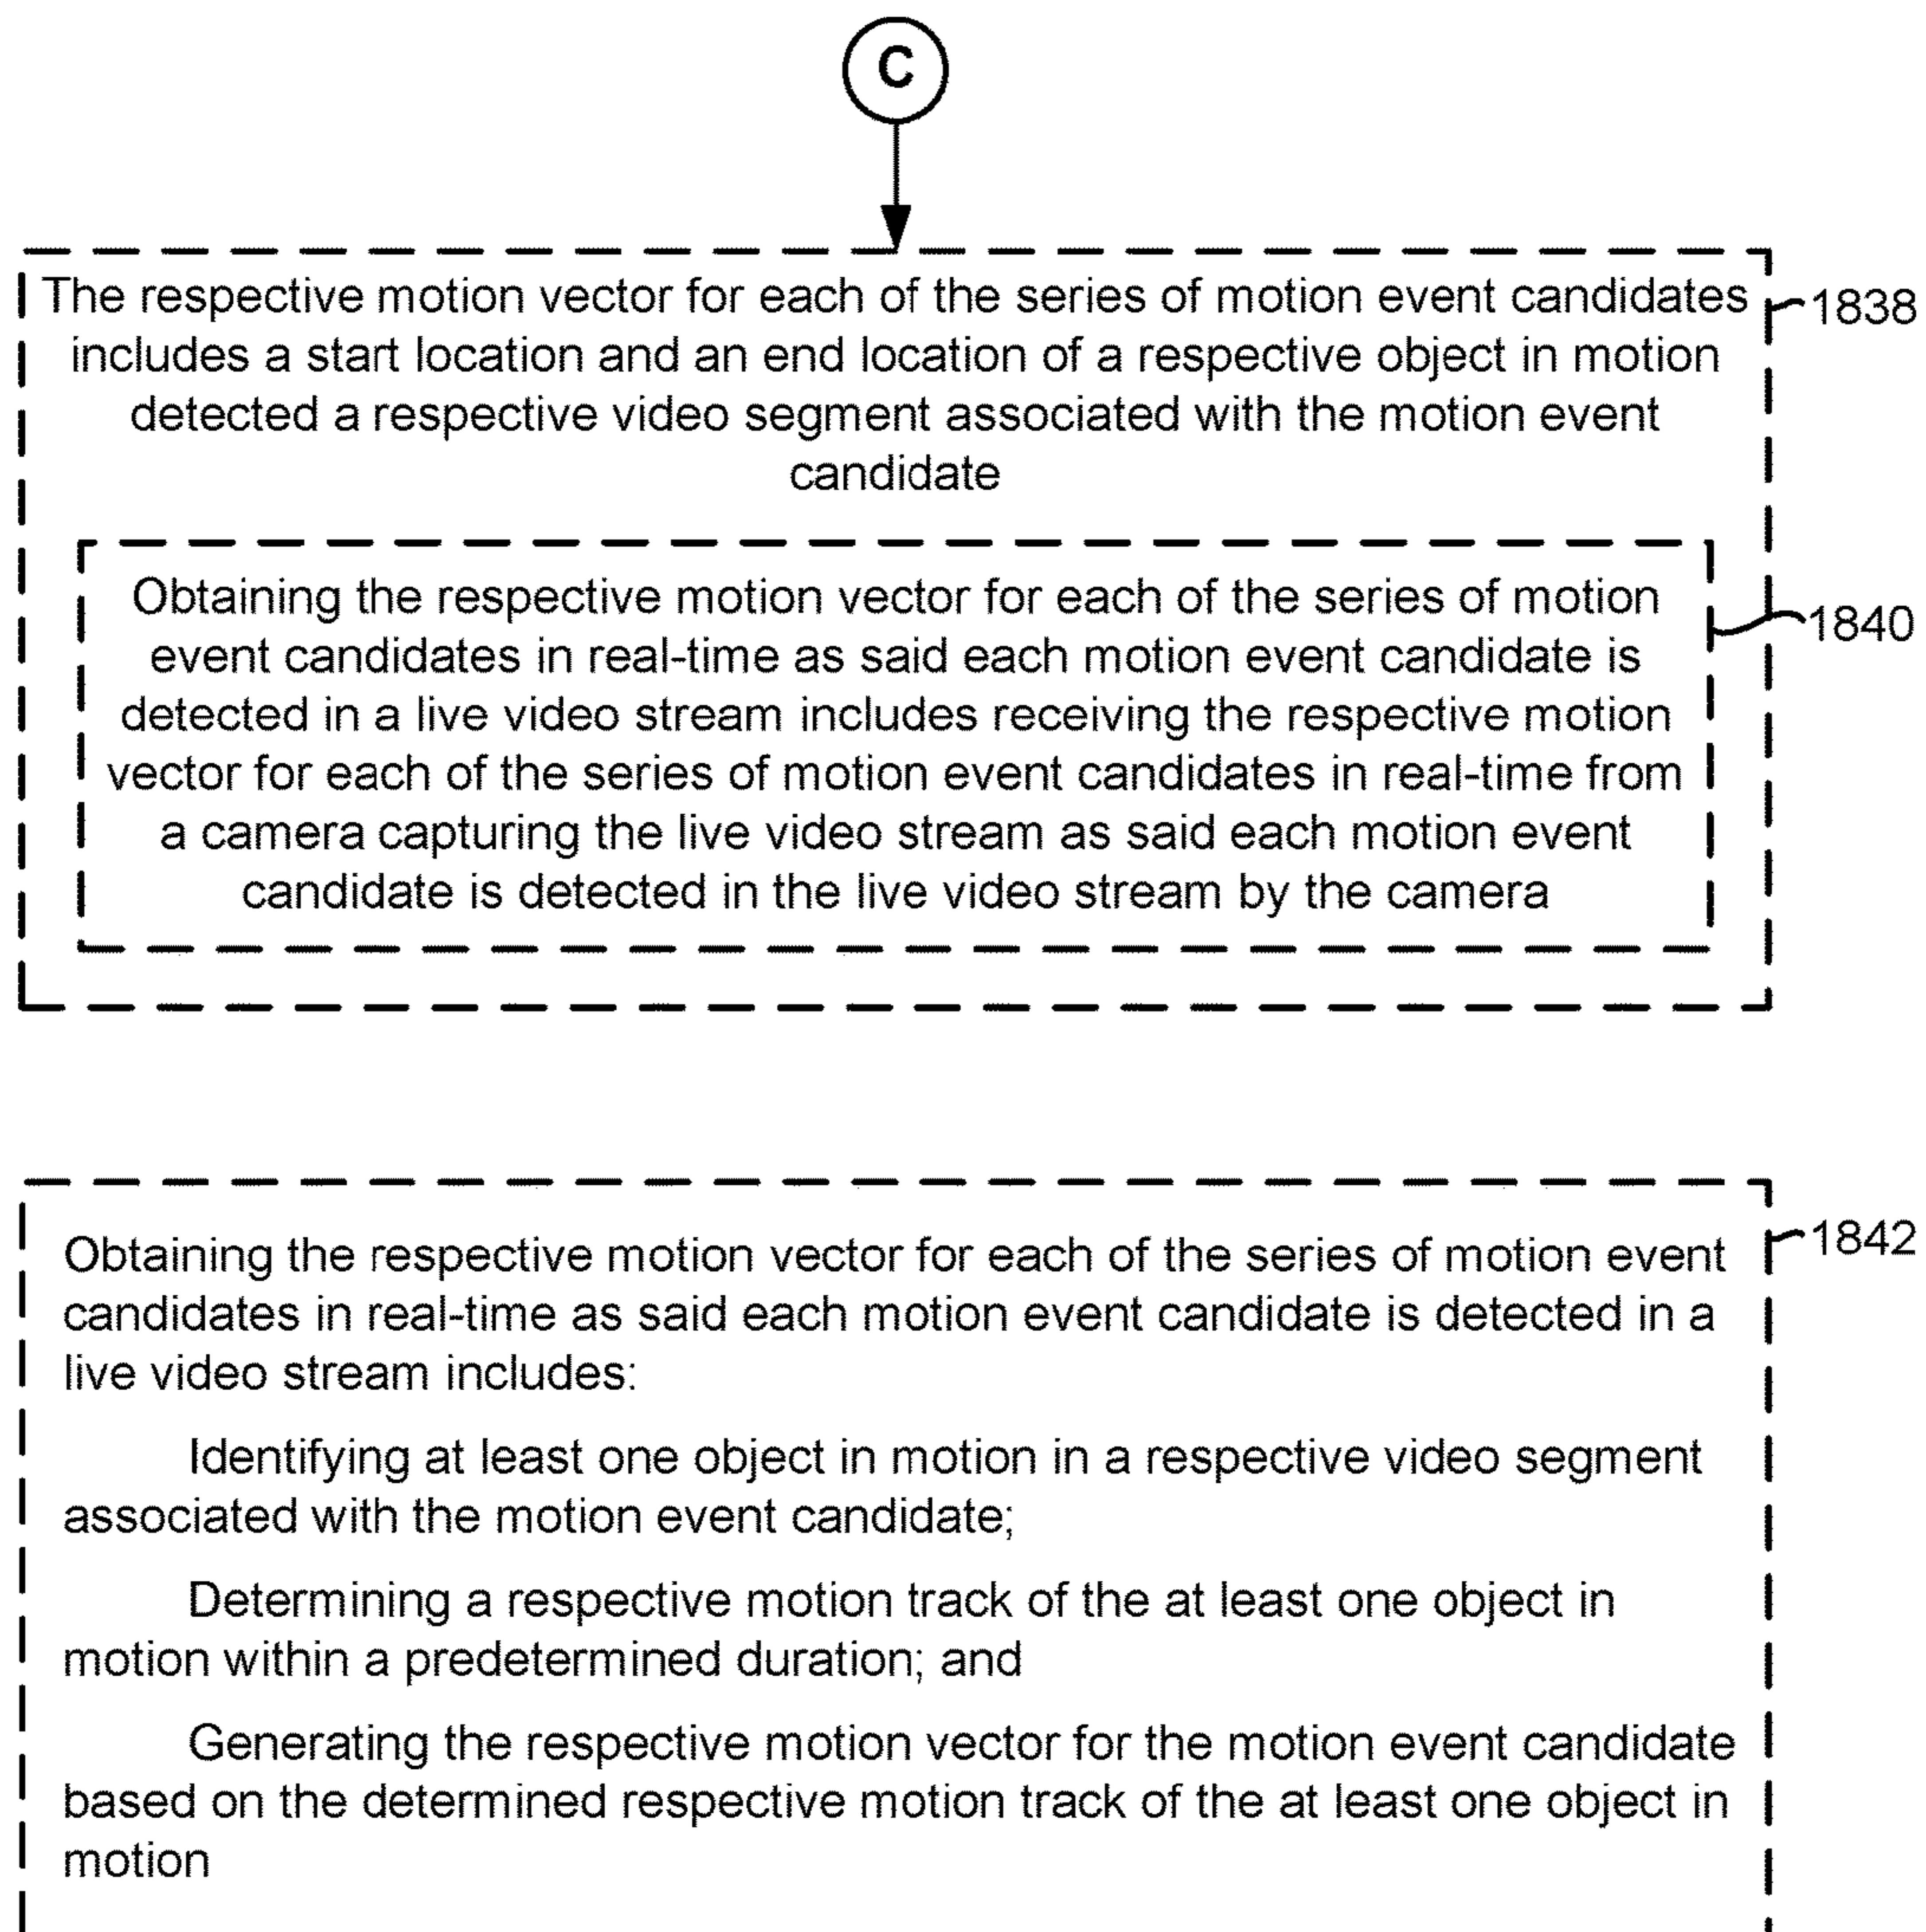 C
The respective motion vector for each of the series of motion event candidates
includes a start location and an end location of a respective object in motion
detected a respective video segment associated with the motion event
candidate
1838
Obtaining the respective motion vector for each of the series of motion
event candidates in real-time as said each motion event candidate is
detected in a live video stream includes receiving the respective motion
vector for each of the series of motion event candidates in real-time from
a camera capturing the live video stream as said each motion event
candidate is detected in the live video stream by the camera
1840
Obtaining the respective motion vector for each of the series of motion event
candidates in real-time as said each motion event candidate is detected in a
live video stream includes:
Identifying at least one object in motion in a respective video segment
associated with the motion event candidate;
Determining a respective motion track of the at least one object in
motion within a predetermined duration; and
Generating the respective motion vector for the motion event candidate
based on the determined respective motion track of the at least one object in
motion
1842